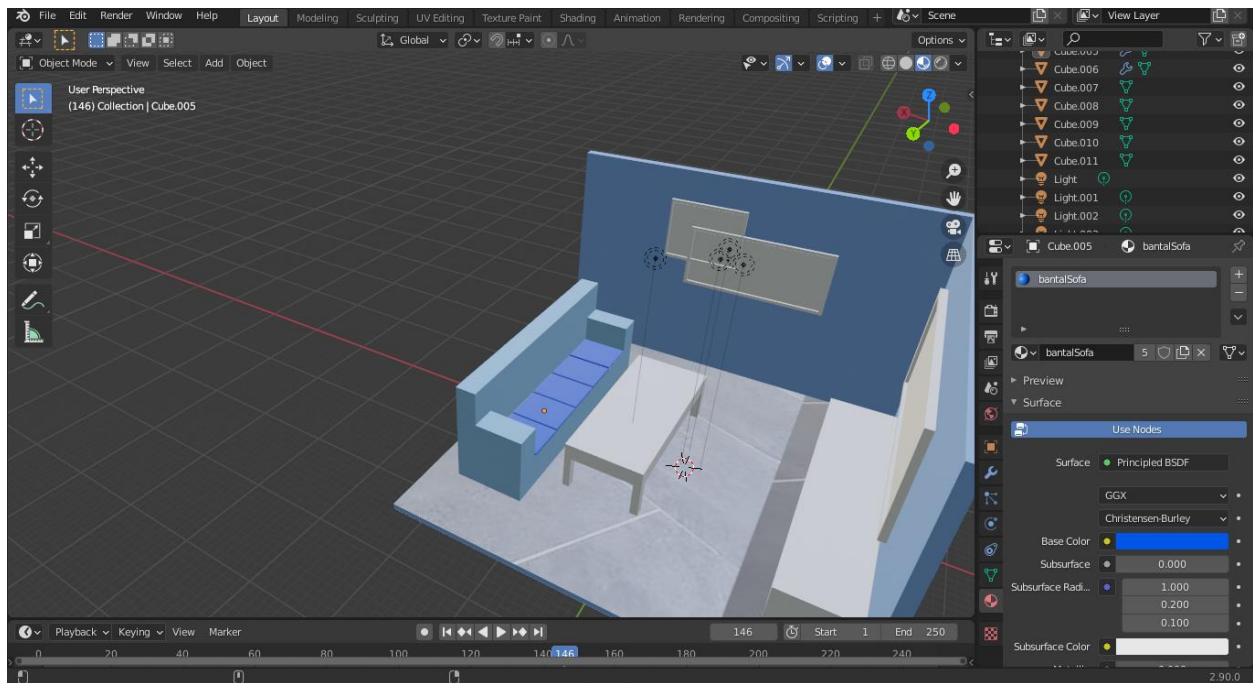 File Edit Render Window Help Layout Modeling Sculpting UV Editing Texture Paint Shading Animation Rendering Compositing Scripting + Scene View Layer
Global Options
Object Mode View Select Add Object
User Perspective
(146) Collection | Cube.005
X Y Z
Cube.005
Cube.006
Cube.007
Cube.008
Cube.009
Cube.010
Cube.011
Light
Light.001
Light.002
Cube.005 bantalSofa
bantalSofa
bantalSofa 5
Preview
Surface
Use Nodes
Surface Principled BSDF
GGX
Christensen-Burley
Base Color
Subsurface 0.000
Subsurface Radi... 1.000
0.200
0.100
Subsurface Color
Playback Keying View Marker 146 Start 1 End 250
0 20 40 60 80 100 120 140 146 160 180 200 220 240
2.90.0